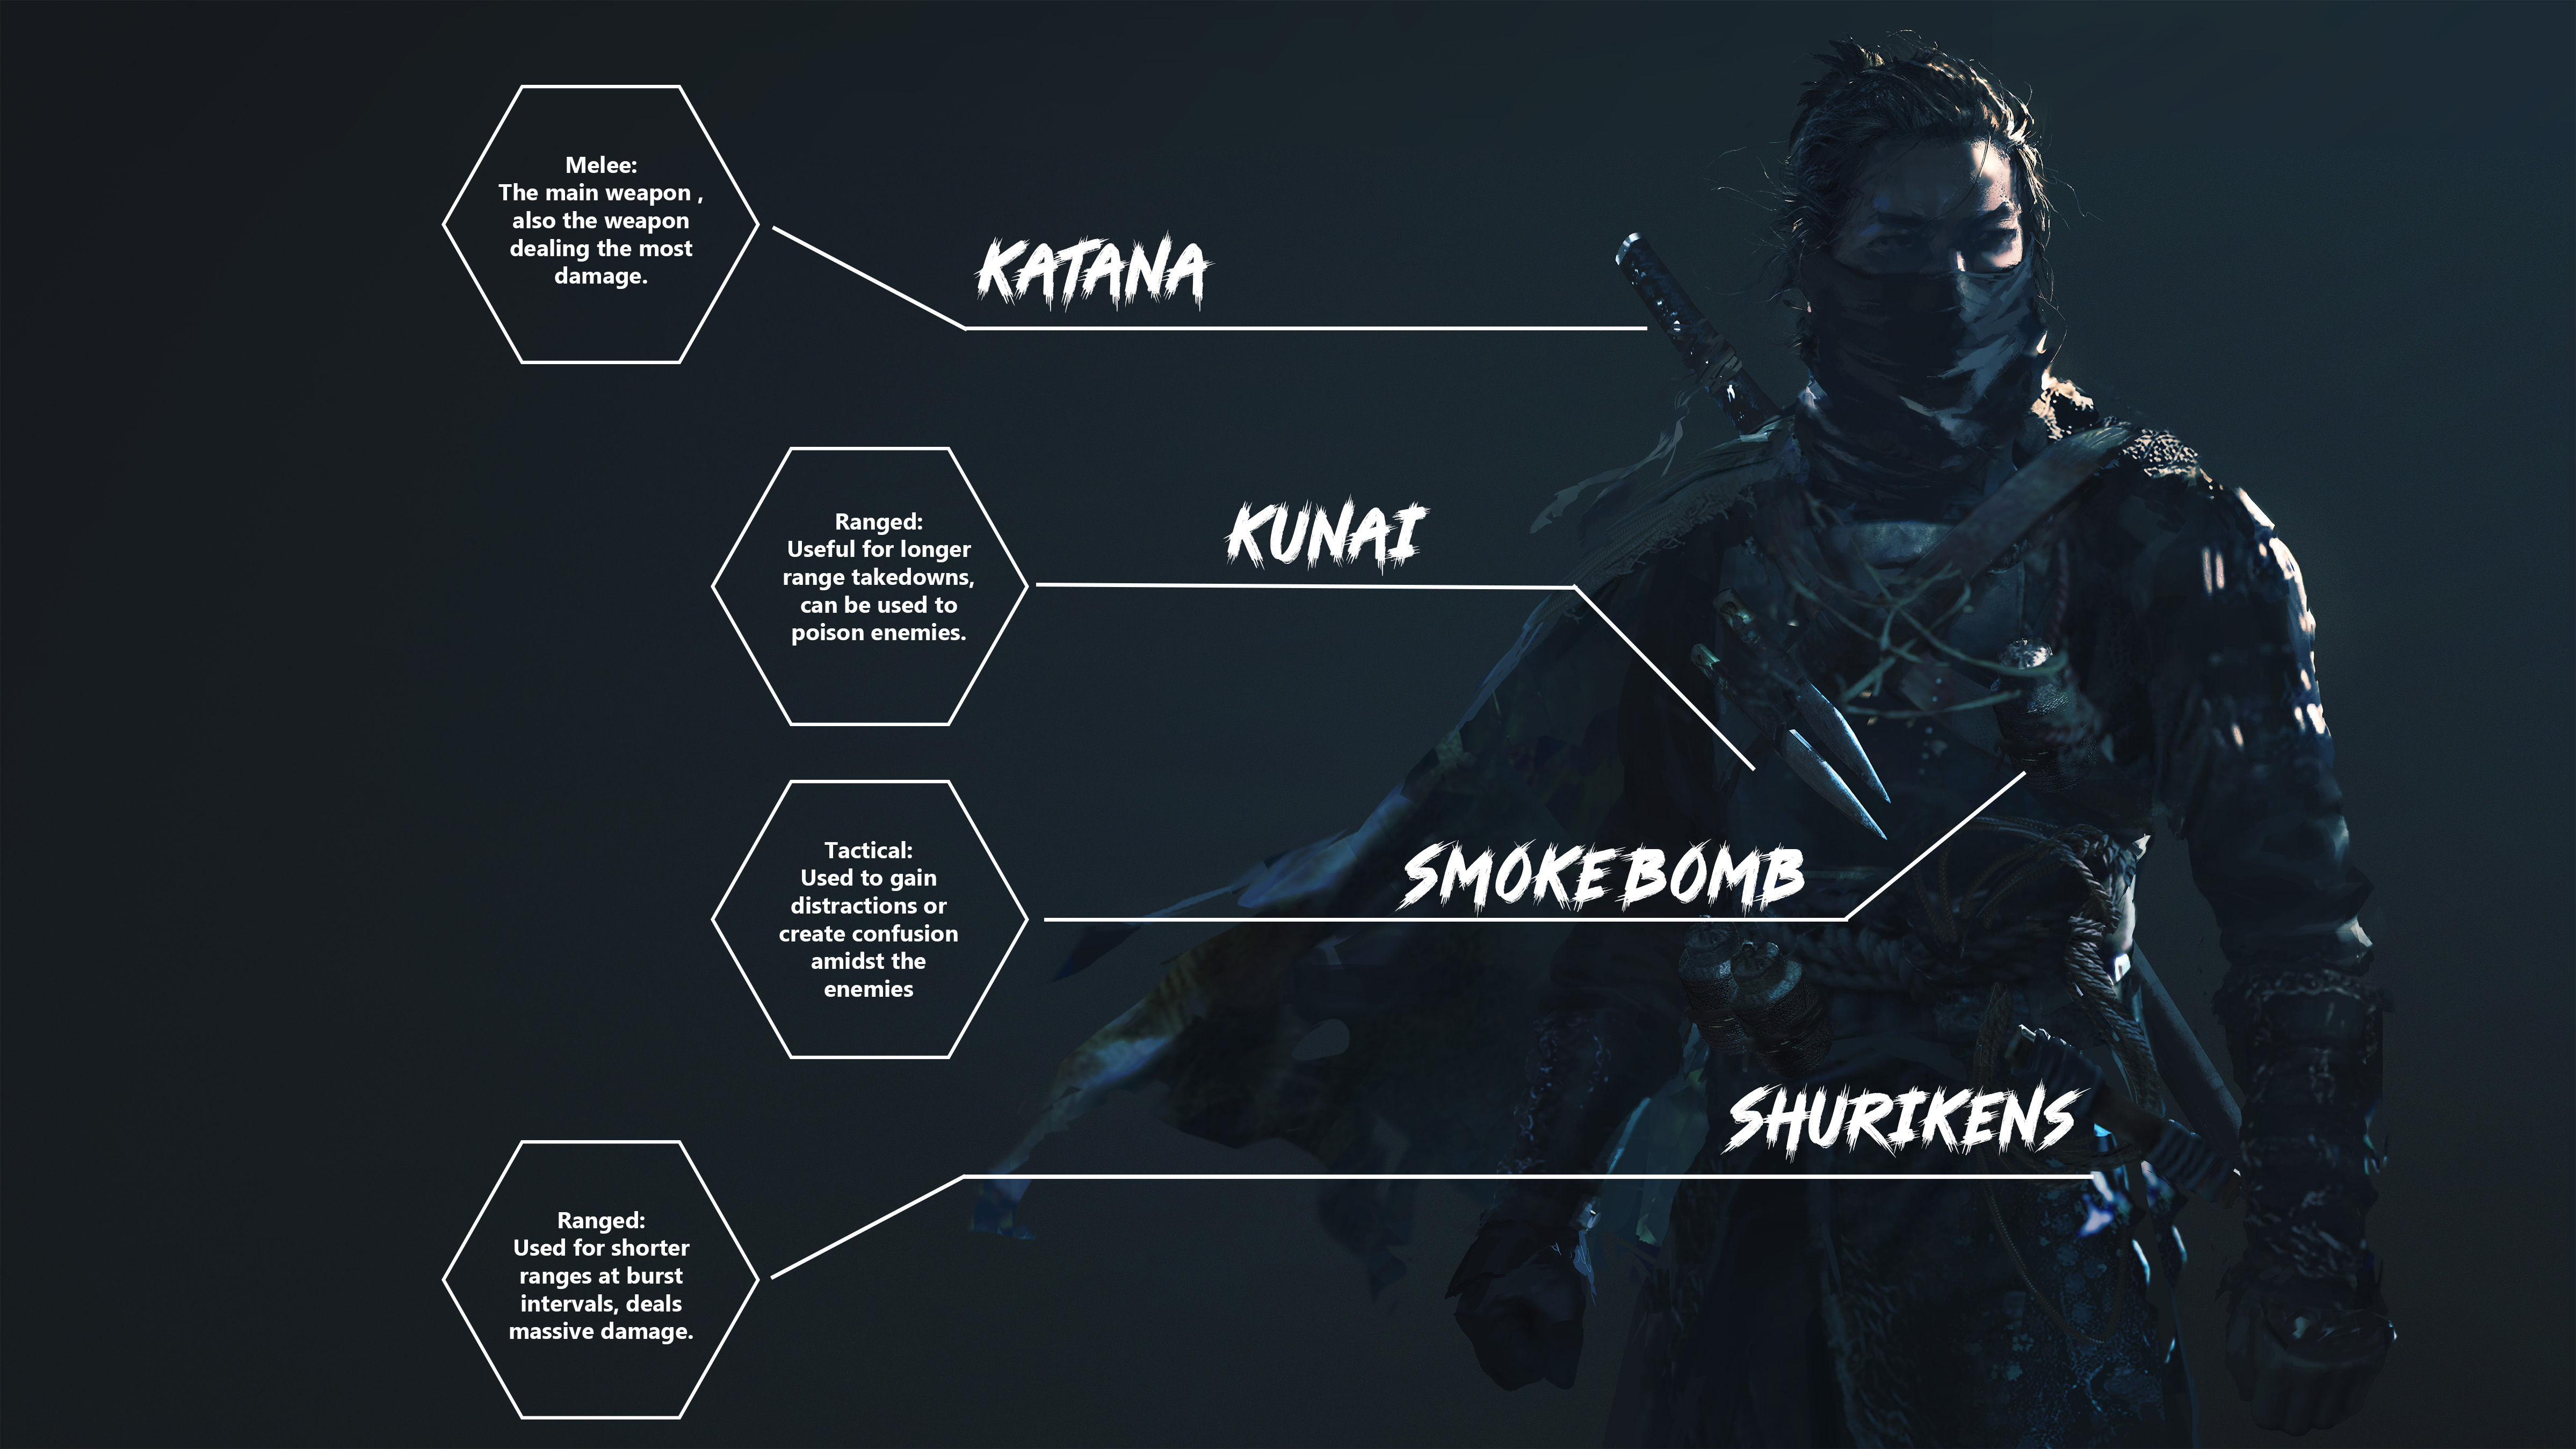 Melee:
The main weapon ,
also the weapon
dealing the most
damage.
KATANA
Ranged:
Useful for longer
range takedowns,
can be used to
poison enemies.
KUNAI
Tactical:
Used to gain
distractions or
create confusion
amidst the
enemies
SMOKE BOMB
SHURIKENS
Ranged:
Used for shorter
ranges at burst
intervals, deals
massive damage.